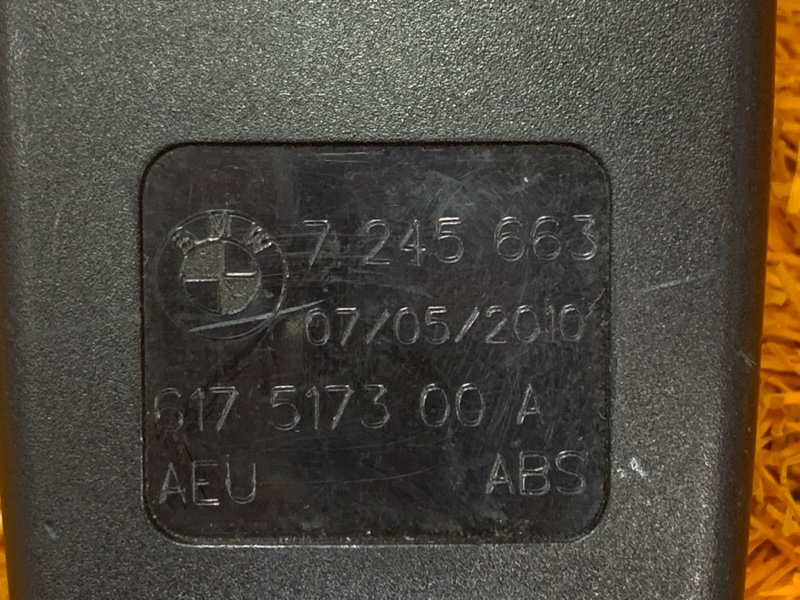 BMW 7 245 663
07/05/2010
617 5173 00 A
AEU ABS